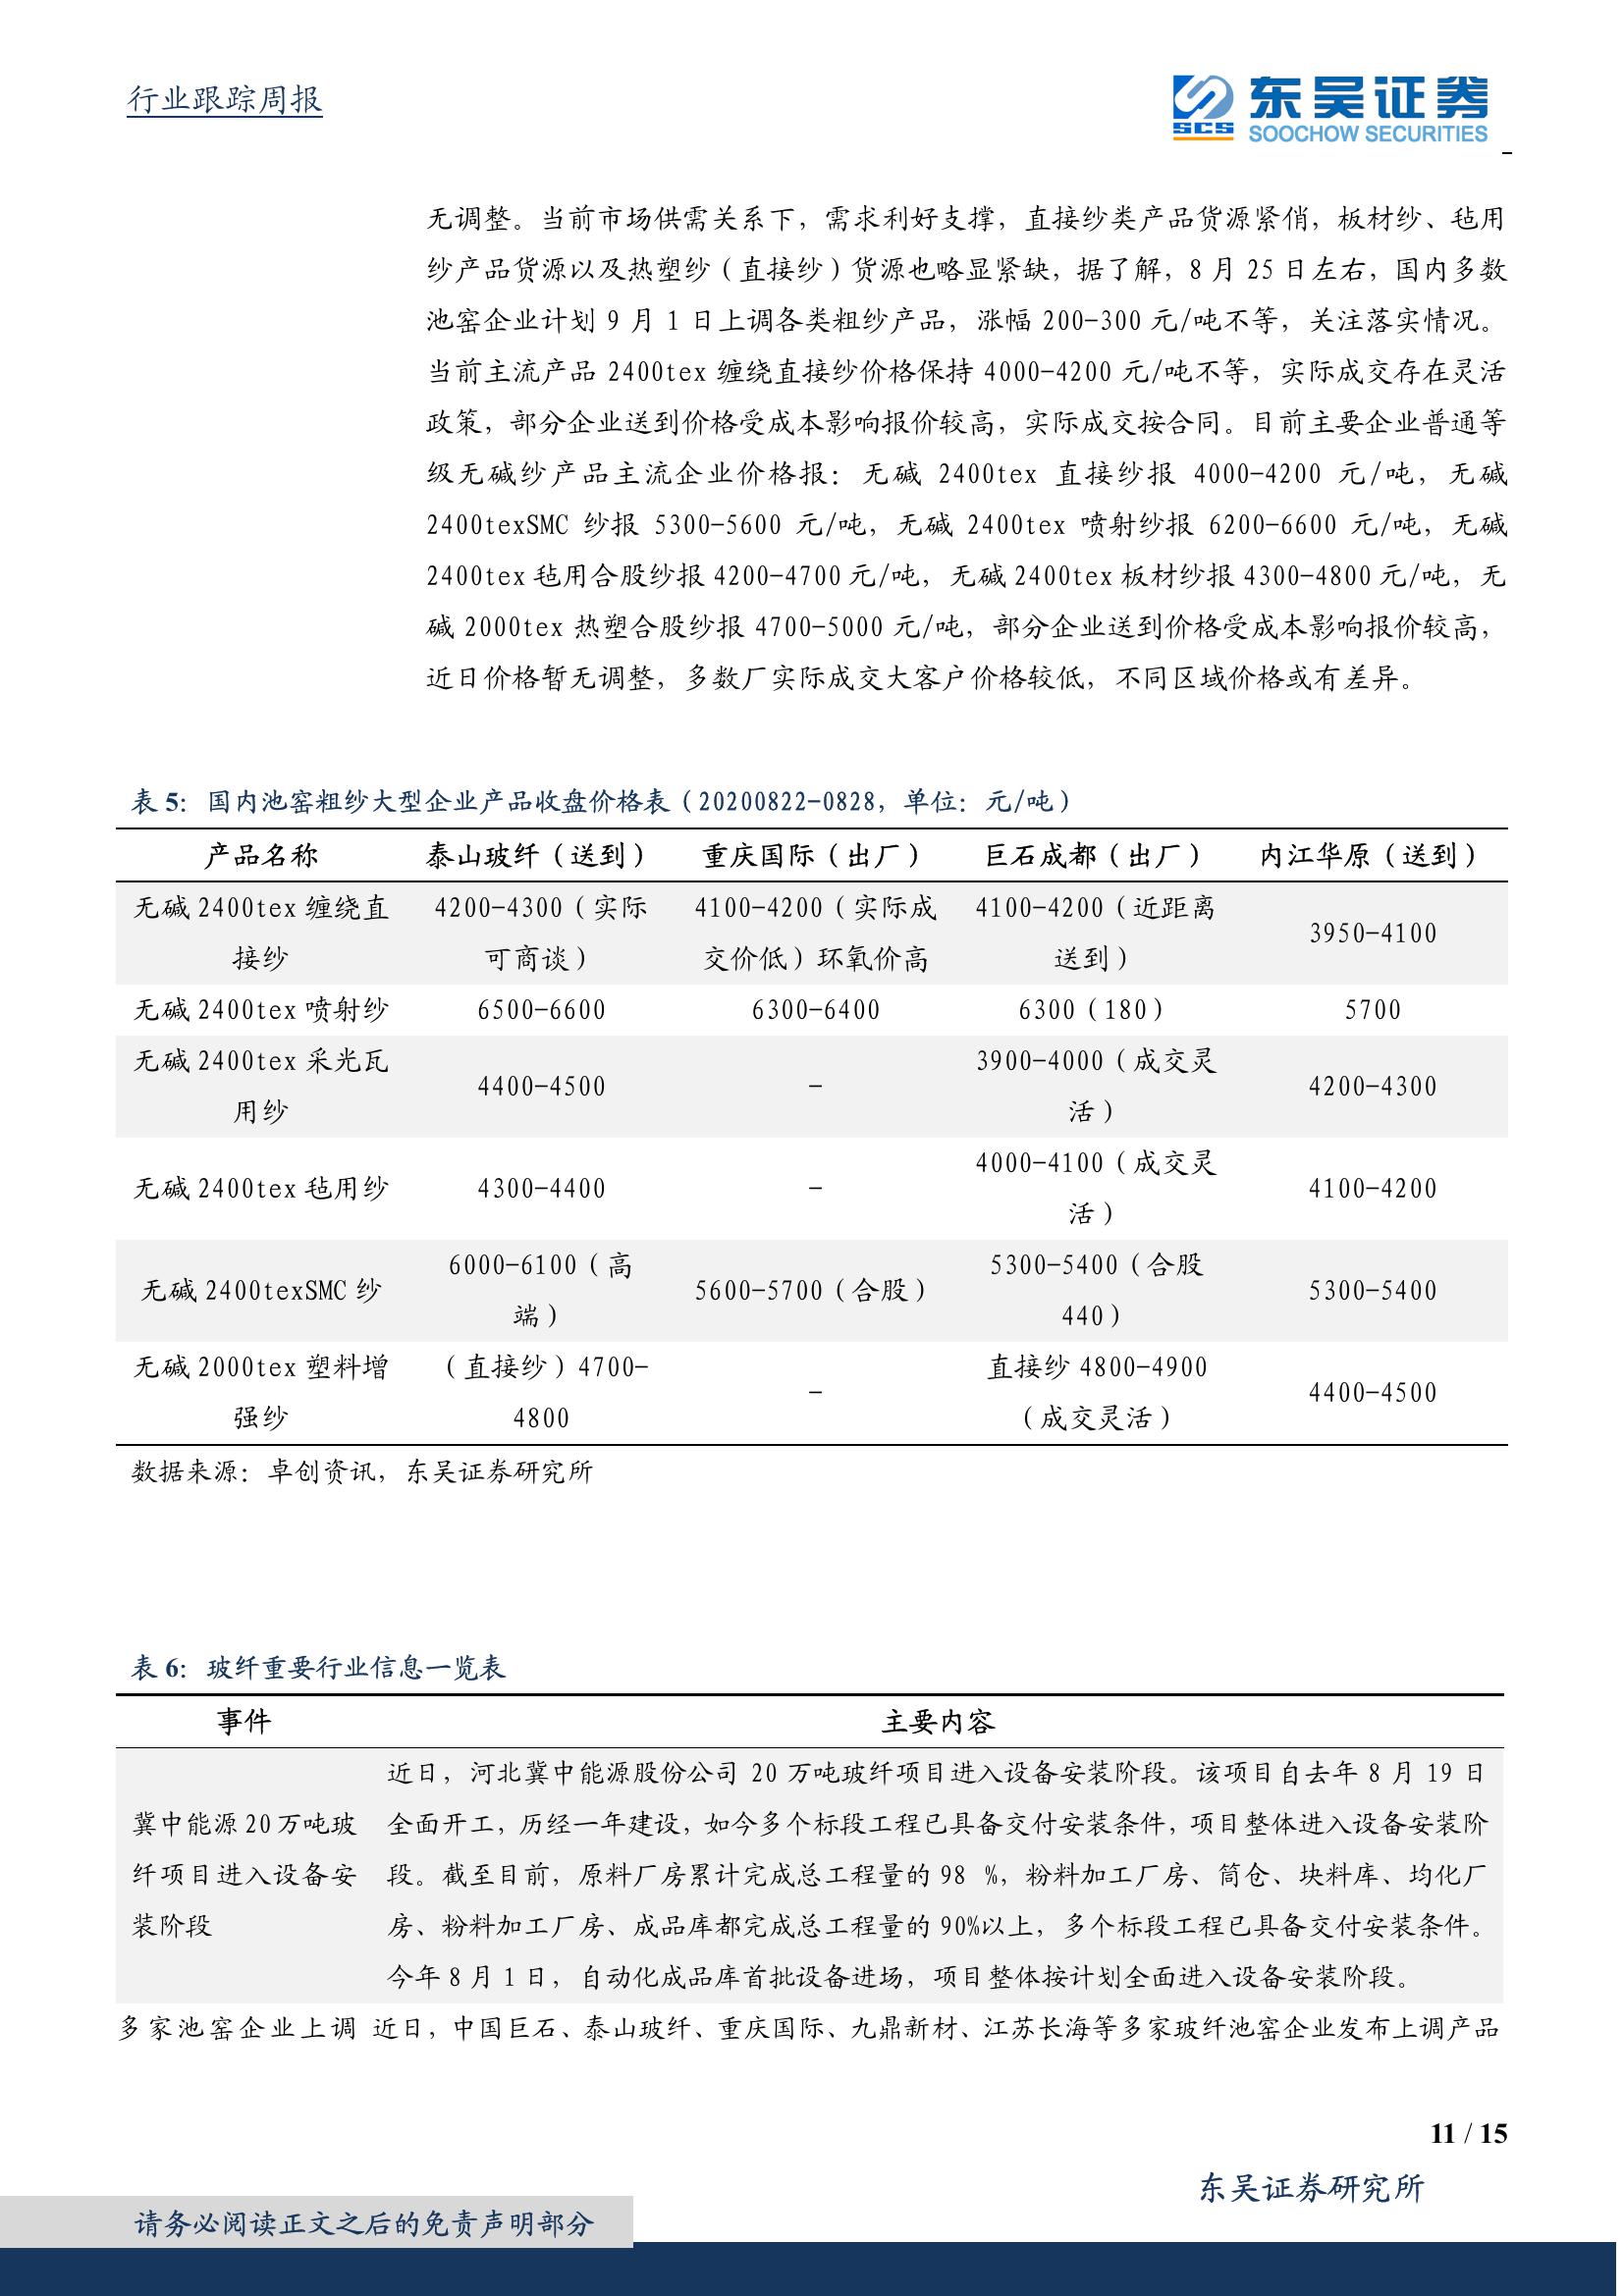 行业跟踪周报
东吴证券
SCS
SOOCHOW SECURITIES
无调整。当前市场供需关系下，需求利好支撑，直接纱类产品货源紧俏，板材纱、毡用
纱产品货源以及热塑纱（直接纱）货源也略显紧缺，据了解，8 月 25 日左右，国内多数
池窑企业计划 9 月 1 日上调各类粗纱产品，涨幅 200-300 元/吨不等，关注落实情况。
当前主流产品 2400tex 缠绕直接纱价格保持 4000-4200 元/吨不等，实际成交存在灵活
政策，部分企业送到价格受成本影响报价较高，实际成交按合同。目前主要企业普通等
级无碱纱产品主流企业价格报：无碱 2400tex 直接纱报 4000-4200 元/吨，无碱
2400texSMC 纱报 5300-5600 元/吨，无碱 2400tex 喷射纱报 6200-6600 元/吨，无碱
2400tex 毡用合股纱报 4200-4700 元/吨，无碱 2400tex 板材纱报 4300-4800 元/吨，无
碱 2000tex 热塑合股纱报 4700-5000 元/吨，部分企业送到价格受成本影响报价较高，
近日价格暂无调整，多数厂实际成交大客户价格较低，不同区域价格或有差异。
表 5：国内池窑粗纱大型企业产品收盘价格表（20200822-0828，单位：元/吨）
产品名称 泰山玻纤（送到） 重庆国际（出厂） 巨石成都（出厂） 内江华原（送到）
无碱 2400tex 缠绕直 4200-4300（实际 4100-4200（实际成 4100-4200（近距离
3950-4100
接纱 可商谈） 交价低）环氧价高 送到）
无碱 2400tex 喷射纱 6500-6600 6300-6400 6300（180） 5700
无碱 2400tex 采光瓦 3900-4000（成交灵
4400-4500 - 4200-4300
用纱 活）
4000-4100（成交灵
无碱 2400tex 毡用纱 4300-4400 - 4100-4200
活）
6000-6100（高 5300-5400（合股
无碱 2400texSMC 纱 5600-5700（合股） 5300-5400
端） 440）
无碱 2000tex 塑料增 （直接纱）4700- 直接纱 4800-4900
- 4400-4500
强纱 4800 （成交灵活）
数据来源：卓创资讯，东吴证券研究所
表 6：玻纤重要行业信息一览表
事件 主要内容
近日，河北冀中能源股份公司 20 万吨玻纤项目进入设备安装阶段。该项目自去年 8 月 19 日
冀中能源 20 万吨玻 全面开工，历经一年建设，如今多个标段工程已具备交付安装条件，项目整体进入设备安装阶
纤项目进入设备安 段。截至目前，原料厂房累计完成总工程量的 98 %，粉料加工厂房、筒仓、块料库、均化厂
装阶段 房、粉料加工厂房、成品库都完成总工程量的 90%以上，多个标段工程已具备交付安装条件。
今年 8 月 1 日，自动化成品库首批设备进场，项目整体按计划全面进入设备安装阶段。
多家池窑企业上调 近日，中国巨石、泰山玻纤、重庆国际、九鼎新材、江苏长海等多家玻纤池窑企业发布上调产品
11 / 15
东吴证券研究所
请务必阅读正文之后的免责声明部分